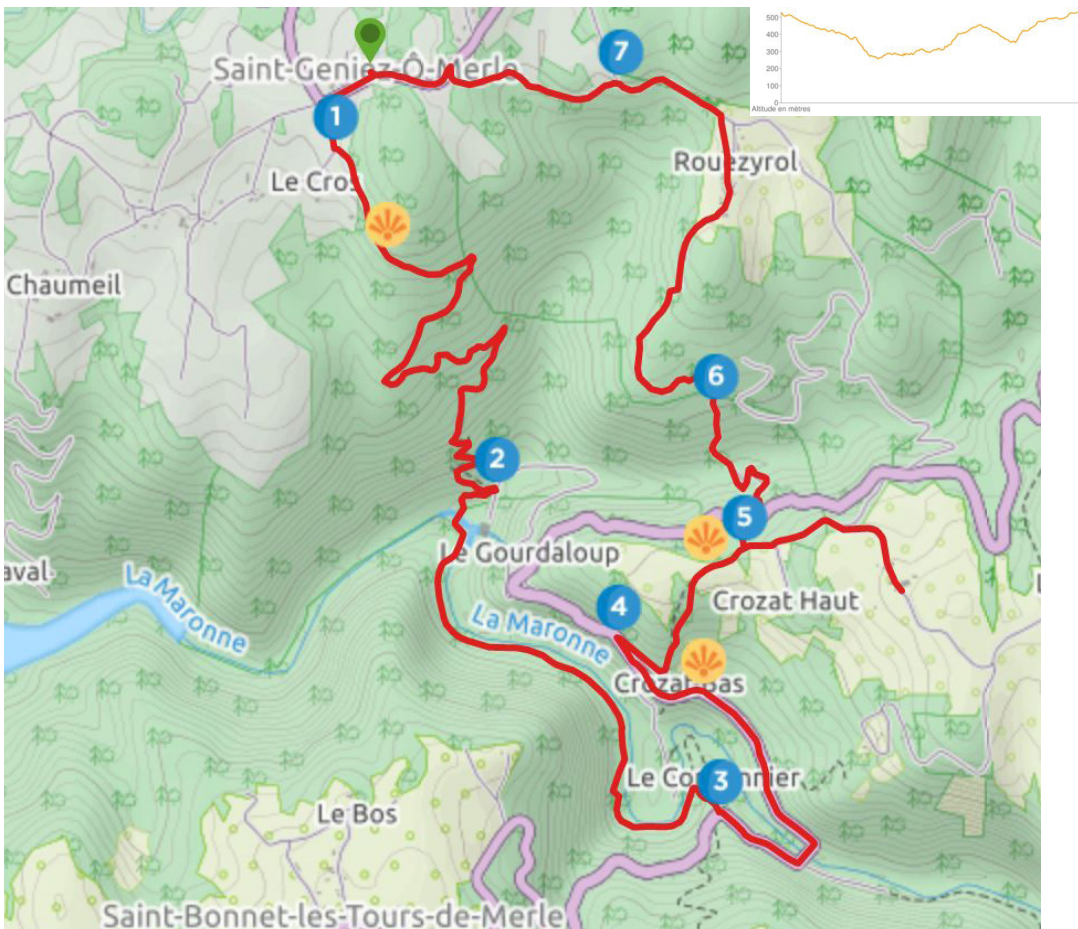 500
400
300
200
100
0
Altitude en mètres
7
Saint-Geniez-Ô-Merle
1
Rouezyrol
Le Cros
Chaumeil
6
2
5
Le Gourdaloup
La Maronne
4
Crozat Haut
La Maronne
Crozat-Bas
3
Le Bos
Saint-Bonnet-les-Tours-de-Merle